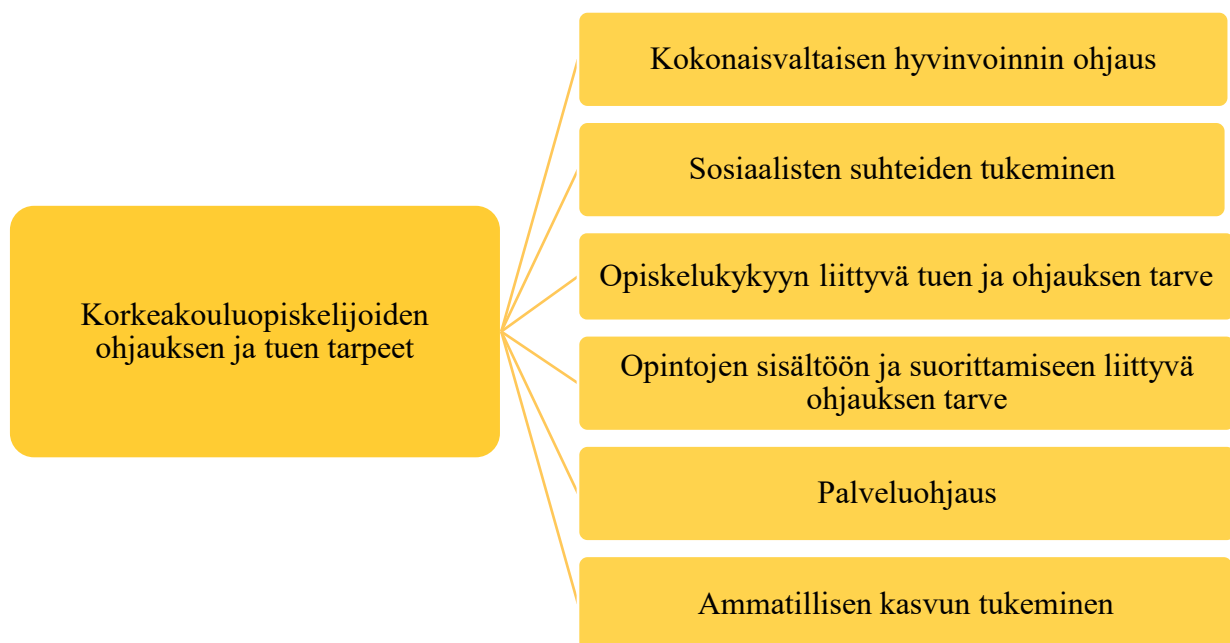 Korkeakouluopiskelijoiden
ohjauksen ja tuen tarpeet
Kokonaisvaltaisen hyvinvoinnin ohjaus
Sosiaalisten suhteiden tukeminen
Opiskelukykyyn liittyvä tuen ja ohjauksen tarve
Opintojen sisältöön ja suorittamiseen liittyvä
ohjauksen tarve
Palveluohjaus
Ammatillisen kasvun tukeminen